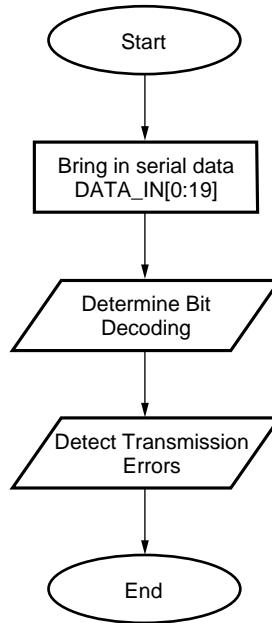 Start
Bring in serial data
DATA_IN[0:19]
Determine Bit
Decoding
Detect Transmission
Errors
End